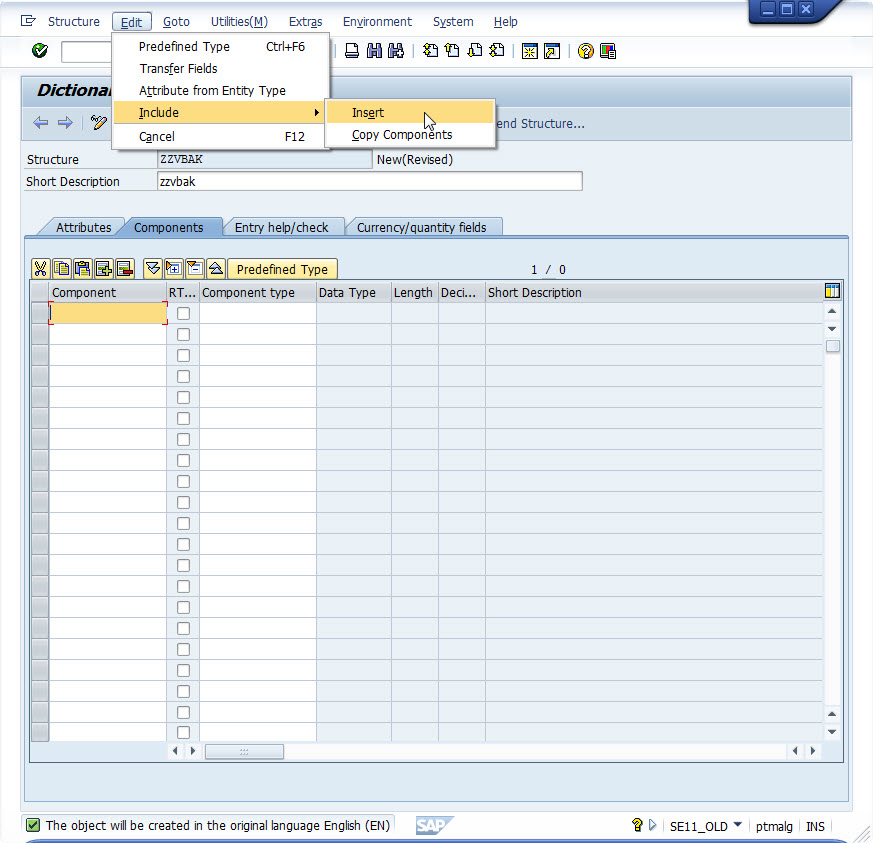 Structure Edit Goto Utilities(M) Extras Environment System Help
Predefined Type Ctrl+F6
Transfer Fields
Attribute from Entity Type
Include Insert
Cancel F12 Copy Components
end Structure...
Structure ZZVBAK New(Revised)
Short Description zzvbak
Attributes Components Entry help/check Currency/quantity fields
Predefined Type 1 / 0
Component RT... Component type Data Type Length Deci... Short Description
The object will be created in the original language English (EN) SAP SE11_OLD ptmalg INS